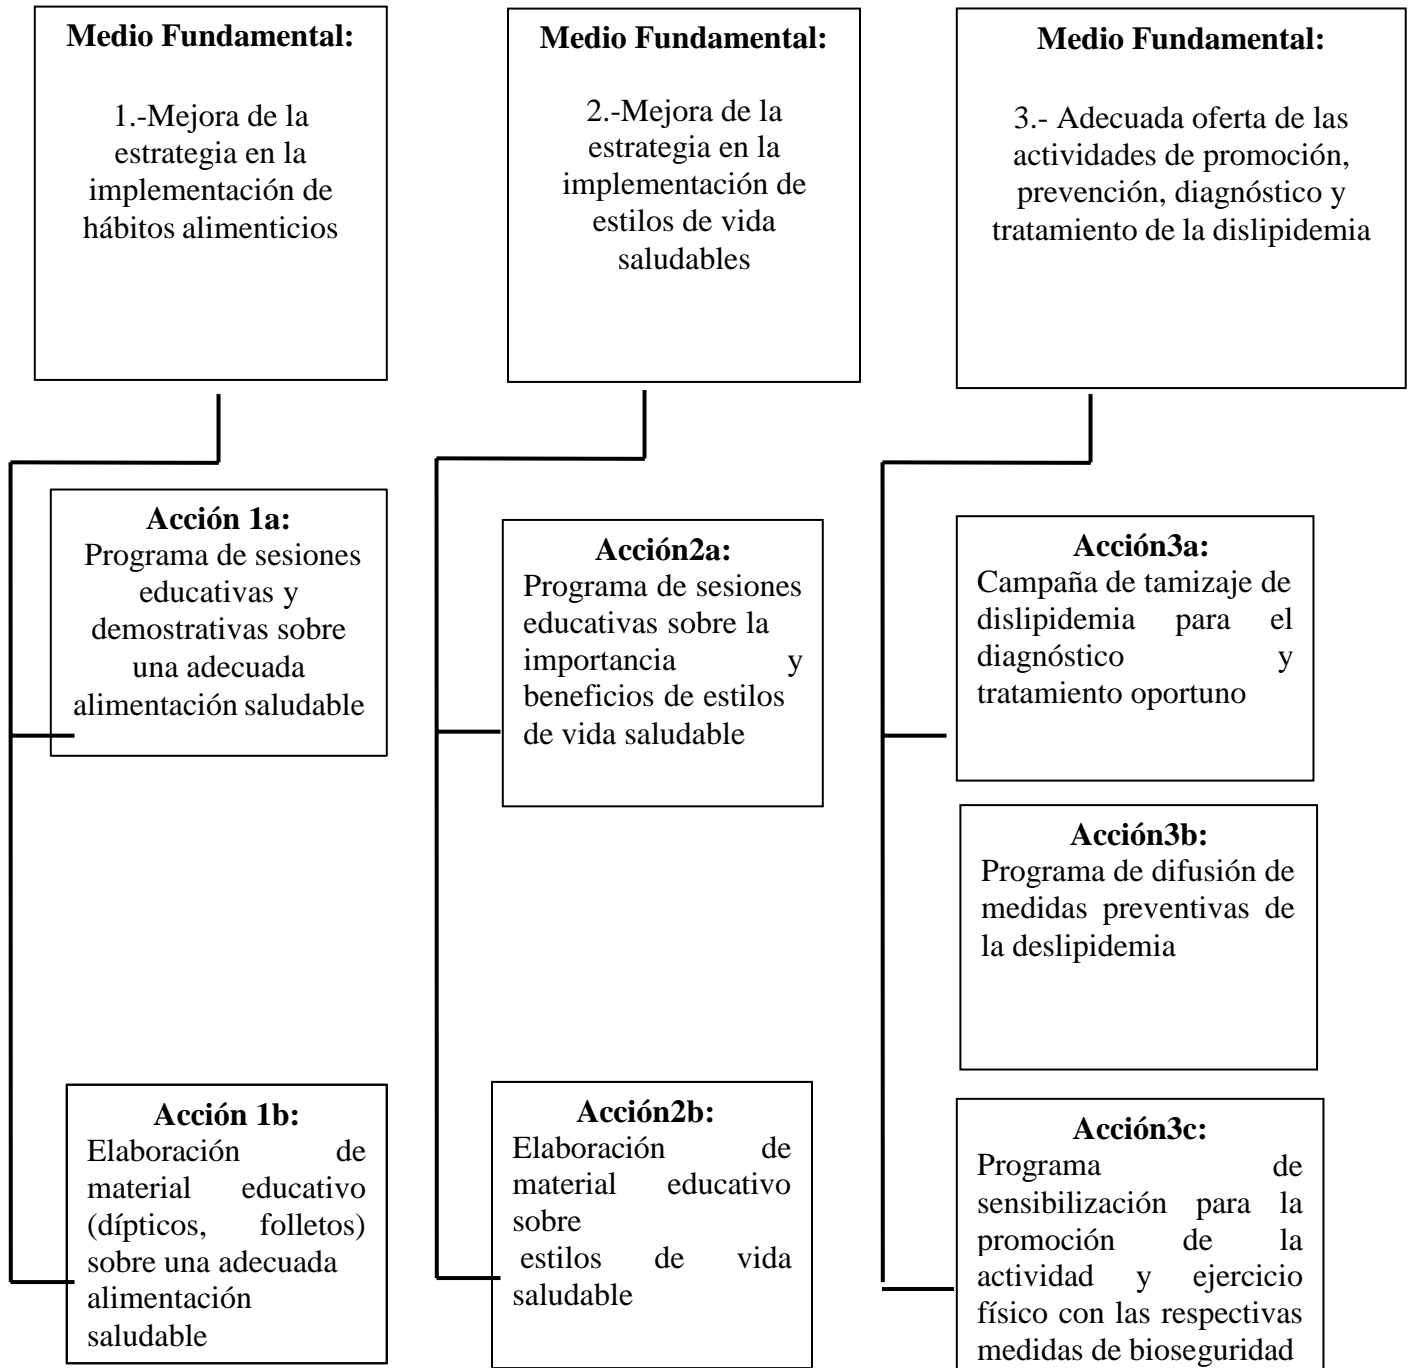 Medio Fundamental:
1.-Mejora de la
estrategia en la
implementación de
hábitos alimenticios
Medio Fundamental:
2.-Mejora de la
estrategia en la
implementación de
estilos de vida
saludables
Medio Fundamental:
3.- Adecuada oferta de las
actividades de promoción,
prevención, diagnóstico y
tratamiento de la dislipidemia
Acción 1a:
Programa de sesiones
educativas y
demostrativas sobre
una adecuada
alimentación saludable
Acción 1b:
Elaboración de
material educativo
(dípticos, folletos)
sobre una adecuada
alimentación
saludable
Acción2a:
Programa de sesiones
educativas sobre la
importancia y
beneficios de estilos
de vida saludable
Acción2b:
Elaboración de
material educativo
sobre
estilos de vida
saludable
Acción3a:
Campaña de tamizaje de
dislipidemia para el
diagnóstico y
tratamiento oportuno
Acción3b:
Programa de difusión de
medidas preventivas de
la deslipidemia
Acción3c:
Programa de
sensibilización para la
promoción de la
actividad y ejercicio
físico con las respectivas
medidas de bioseguridad